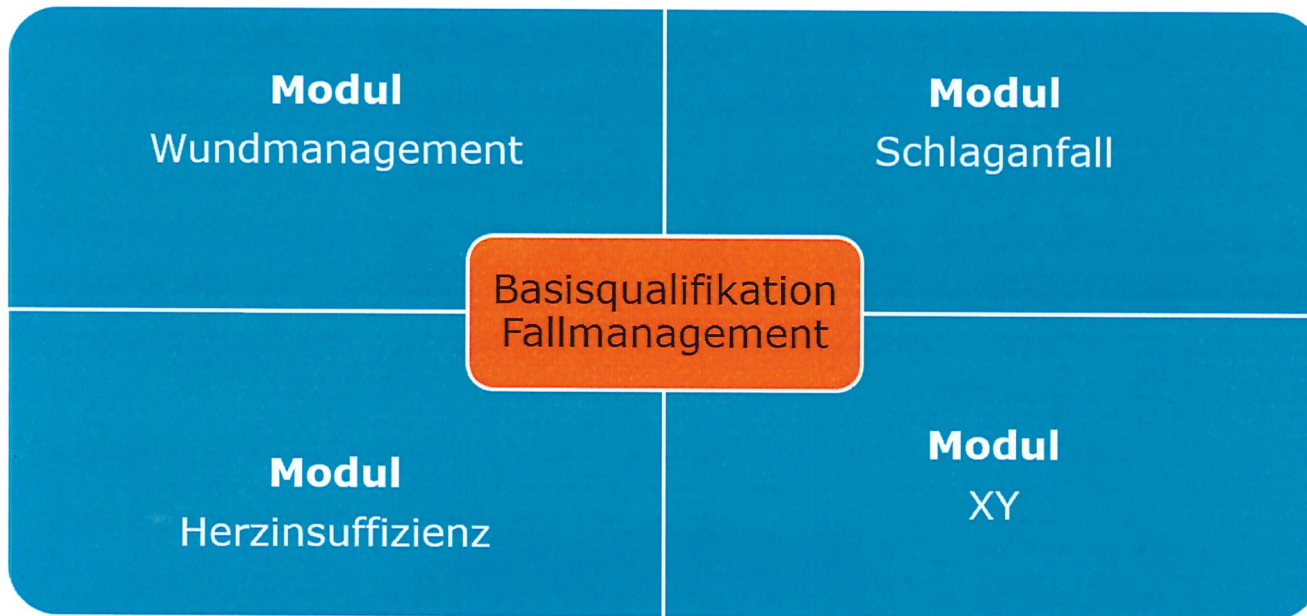 Modul
Wundmanagement
Modul
Schlaganfall
Basisqualifikation
Fallmanagement
Modul
Herzinsuffizienz
Modul
XY